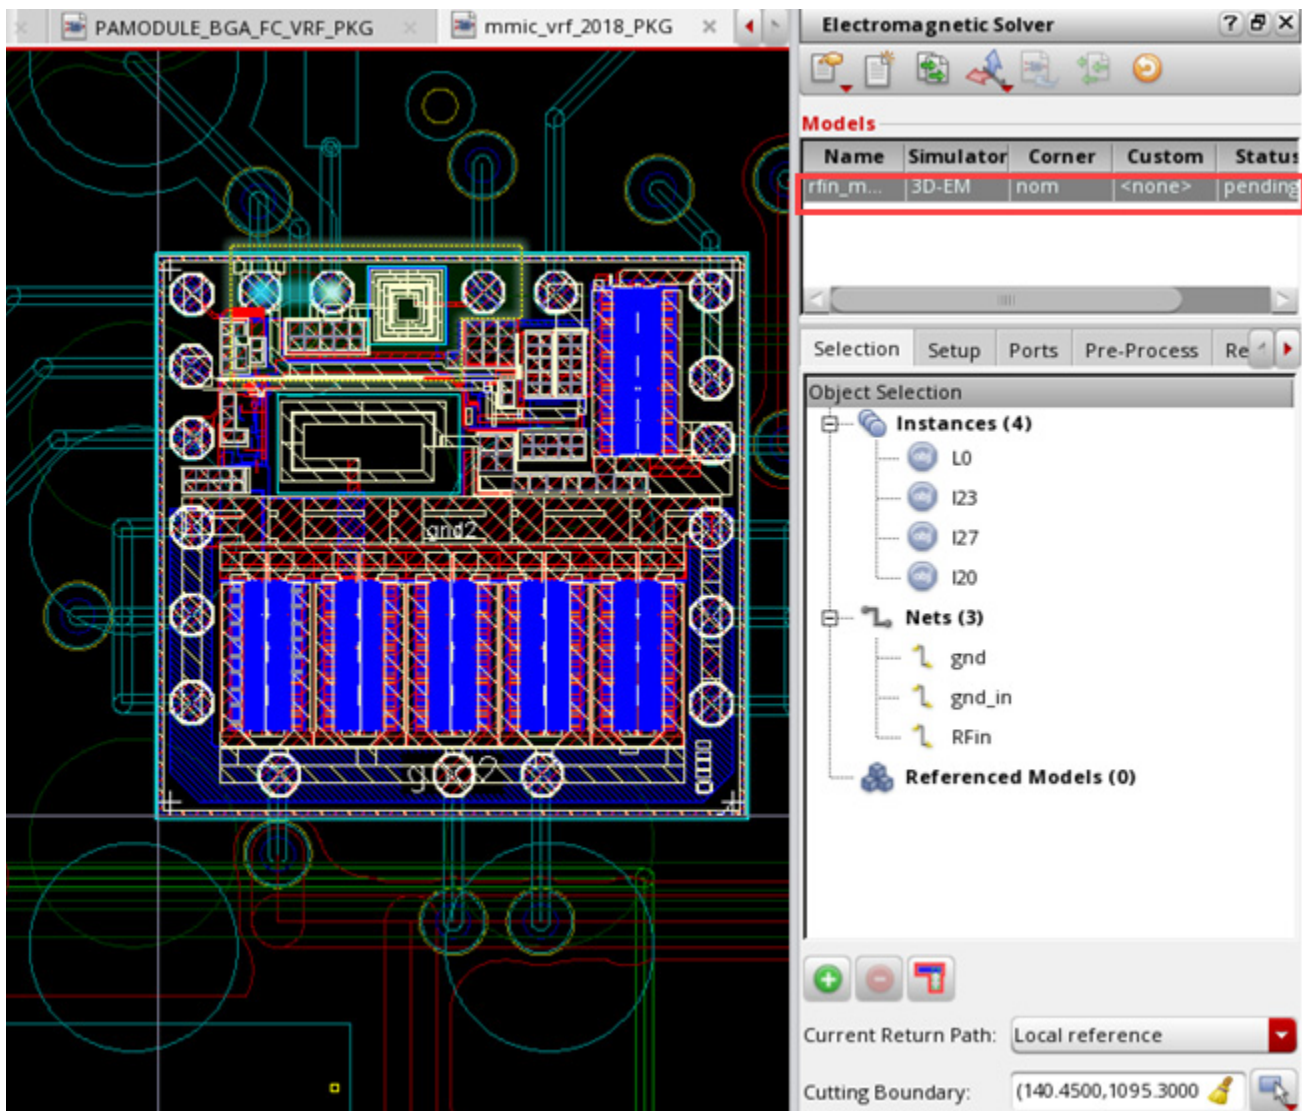 PAMODULE_BGA_FC_VRF_PKG
mmic_vrf_2018_PKG
Electromagnetic Solver
Models
Name Simulator Corner Custom Status
rfin_m... 3D-EM nom <none> pending
Selection Setup Ports Pre-Process Re
Object Selection
Instances (4)
L0
I23
I27
I20
Nets (3)
gnd
gnd_in
RFin
Referenced Models (0)
Current Return Path: Local reference
Cutting Boundary: (140.4500,1095.3000
gnd2